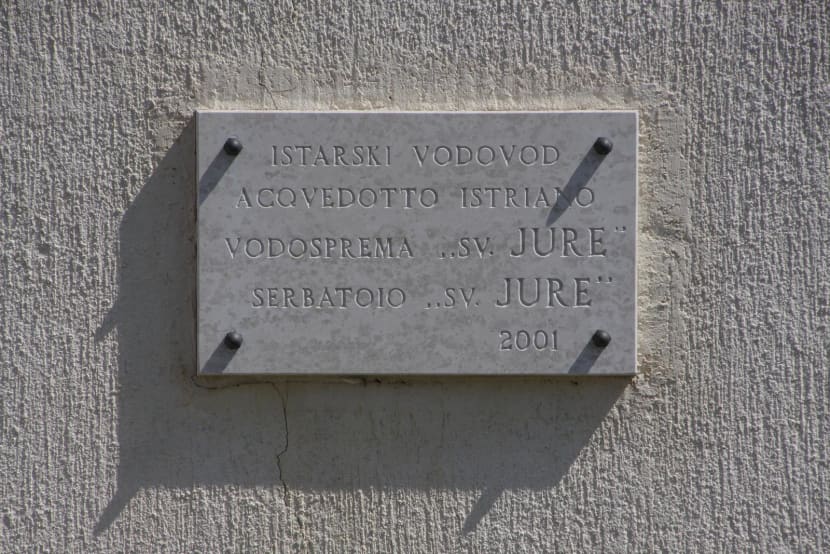 ISTARSKI VODOVOD
ACQVEDOTTO ISTRIANO
VODOSPREMA „SV. JURE"
SERBATOIO „SV. JURE"
2001